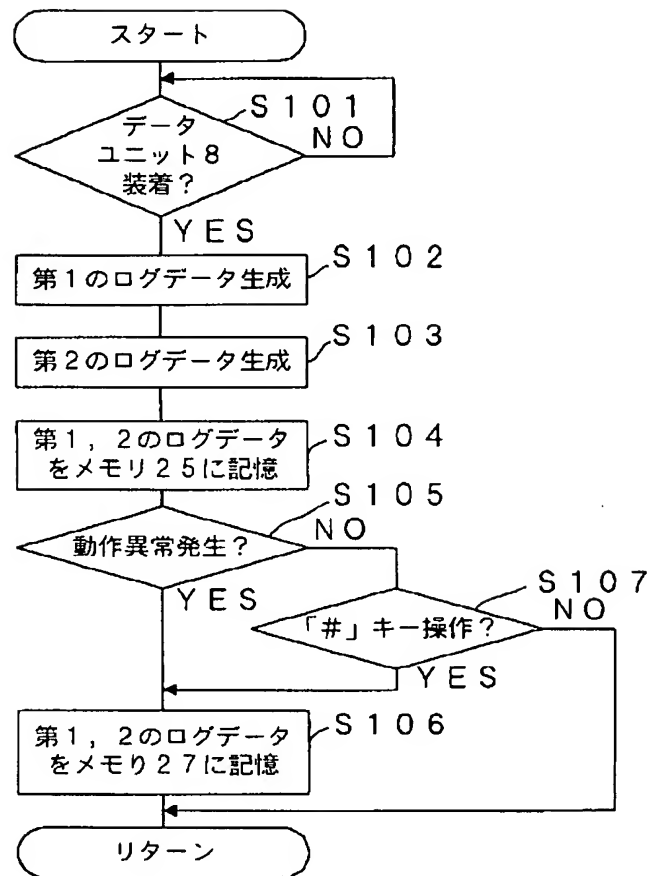 スタート
S101
データ
ユニット8
装着?
NO
YES
第1のログデータ生成
S102
第2のログデータ生成
S103
第1,2のログデータ
をメモリ25に記憶
S104
動作異常発生?
S105
NO
YES
「#」キー操作?
S107
NO
YES
第1,2のログデータ
をメモり27に記憶
S106
リターン